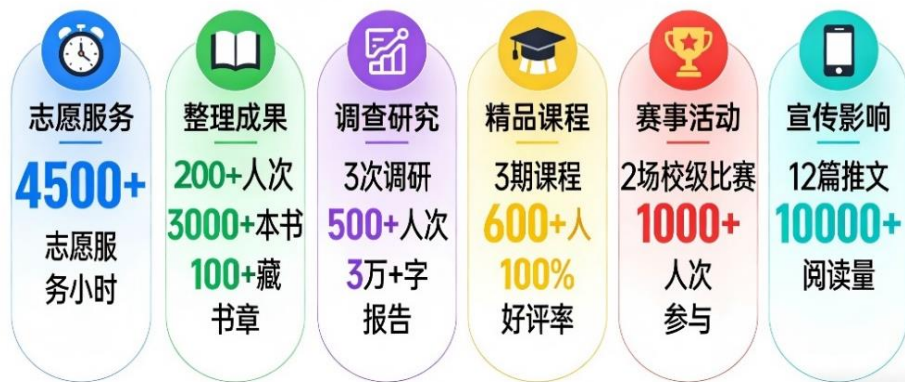 志愿服务
4500+
志愿服
务小时
整理成果
200+人次
3000+本书
100+藏
书章
调查研究
3次调研
500+人次
3万+字
报告
精品课程
3期课程
600+人
100%
好评率
赛事活动
2场校级比赛
1000+
人次
参与
宣传影响
12篇推文
10000+
阅读量